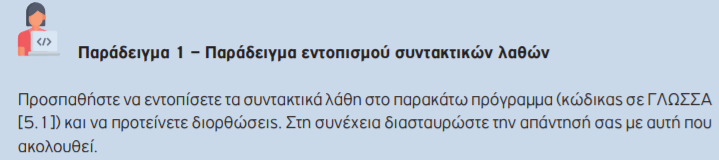 </>
Παράδειγμα 1 – Παράδειγμα εντοπισμού συντακτικών λαθών
Προσπαθήστε να εντοπίσετε τα συντακτικά λάθη στο παρακάτω πρόγραμμα (κώδικας σε ΓΛΩΣΣΑ
[5.1]) και να προτείνετε διορθώσεις. Στη συνέχεια διασταυρώστε την απάντησή σας με αυτή που
ακολουθεί.